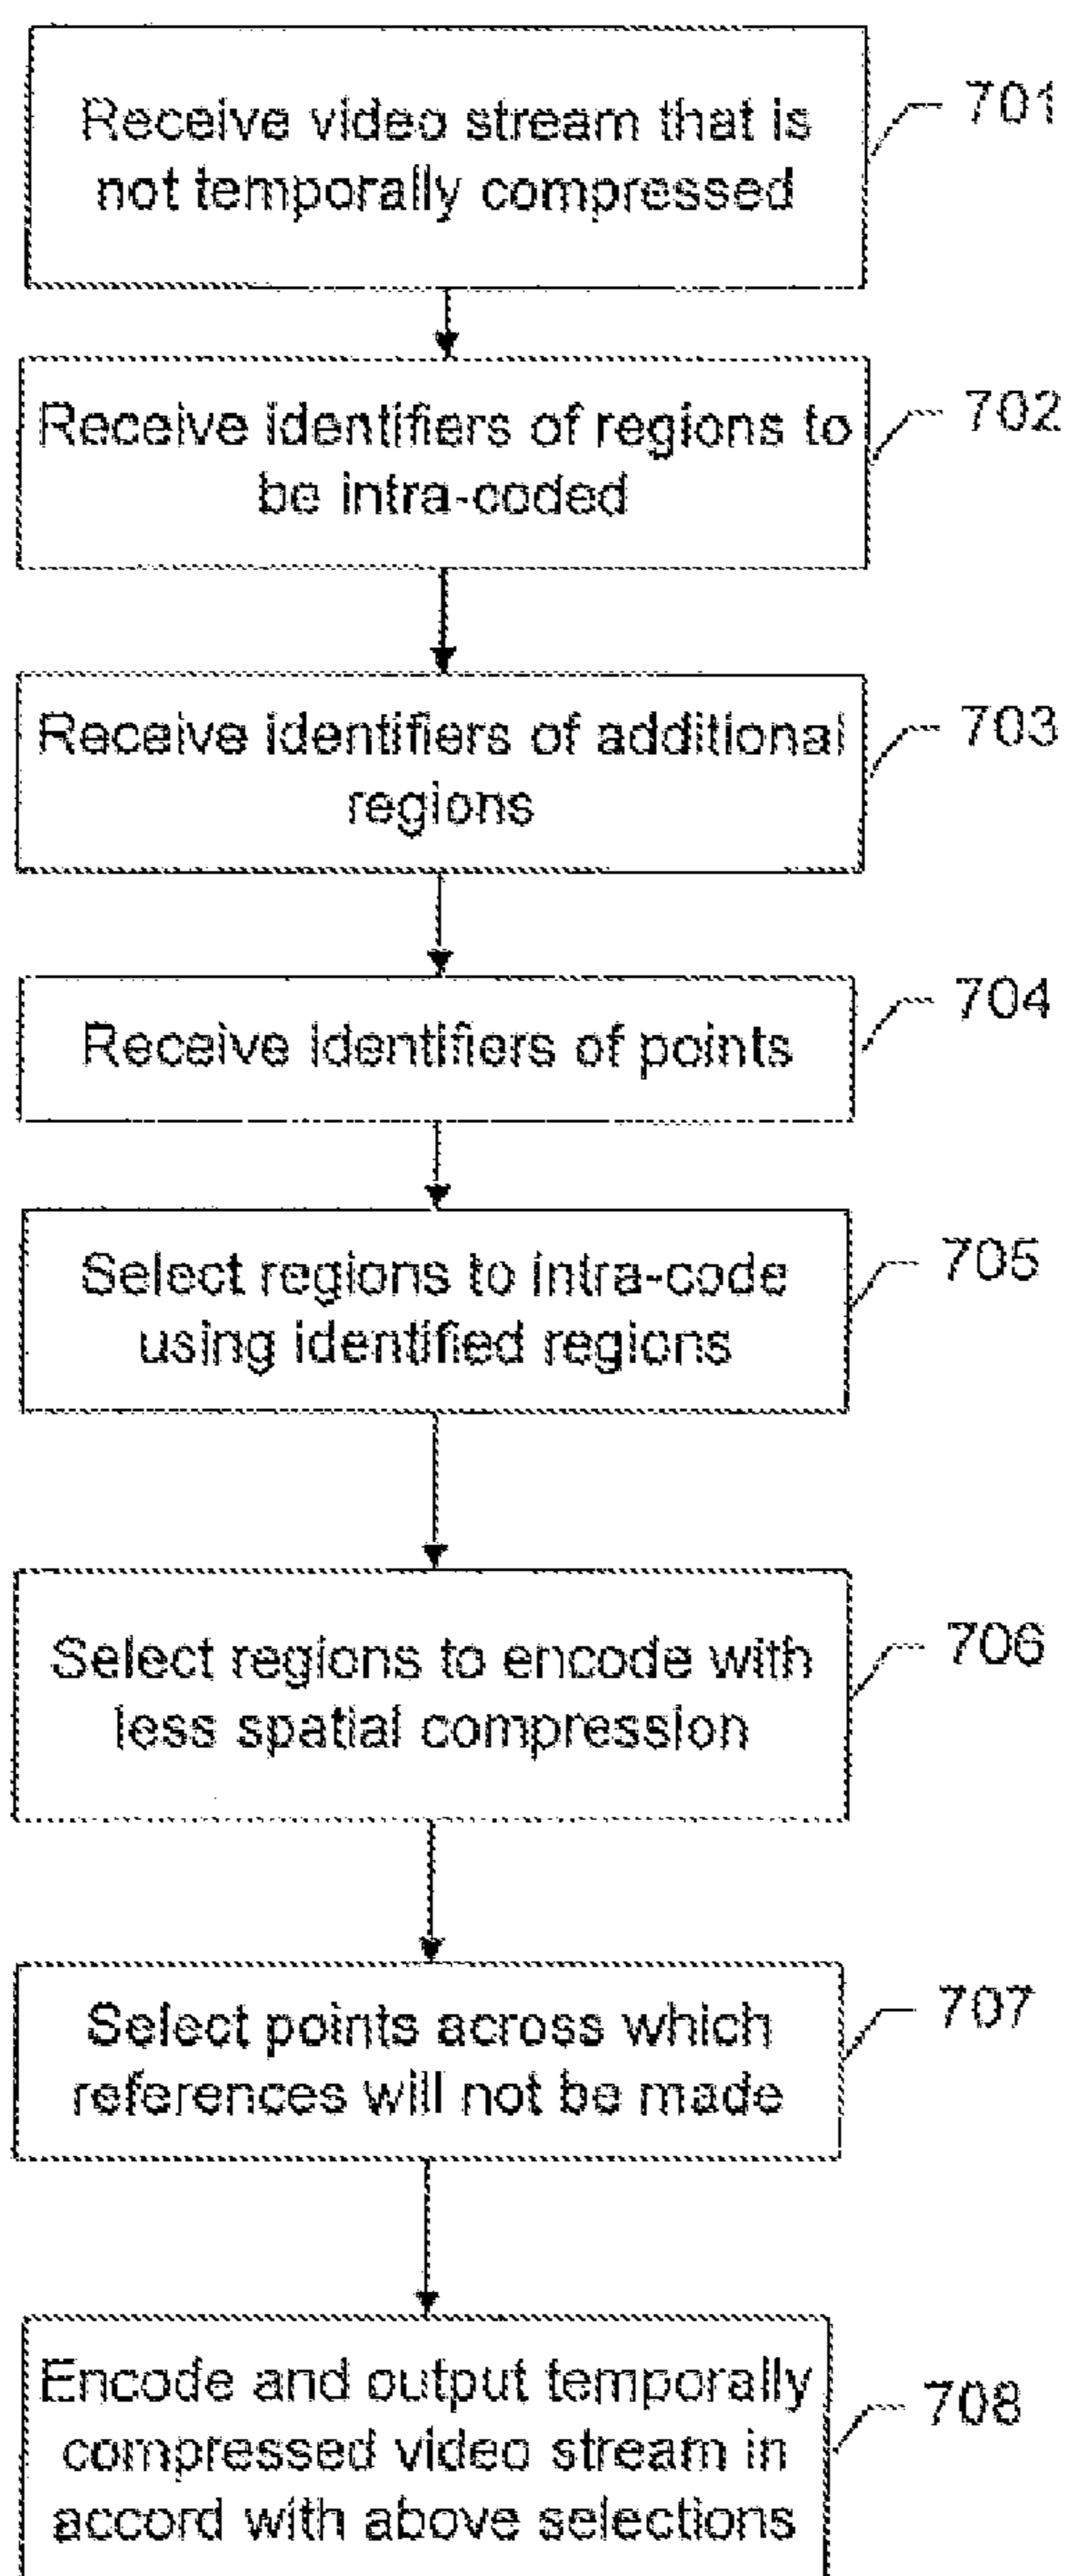 Receive video stream that is
not temporally compressed
701
Receive identifiers of regions to
be intra-coded
702
Receive identifiers of additional
regions
703
Receive identifiers of points
704
Select regions to intra-code
using identified regions
705
Select regions to encode with
less spatial compression
706
Select points across which
references will not be made
707
Encode and output temporally
compressed video stream in
accord with above selections
708